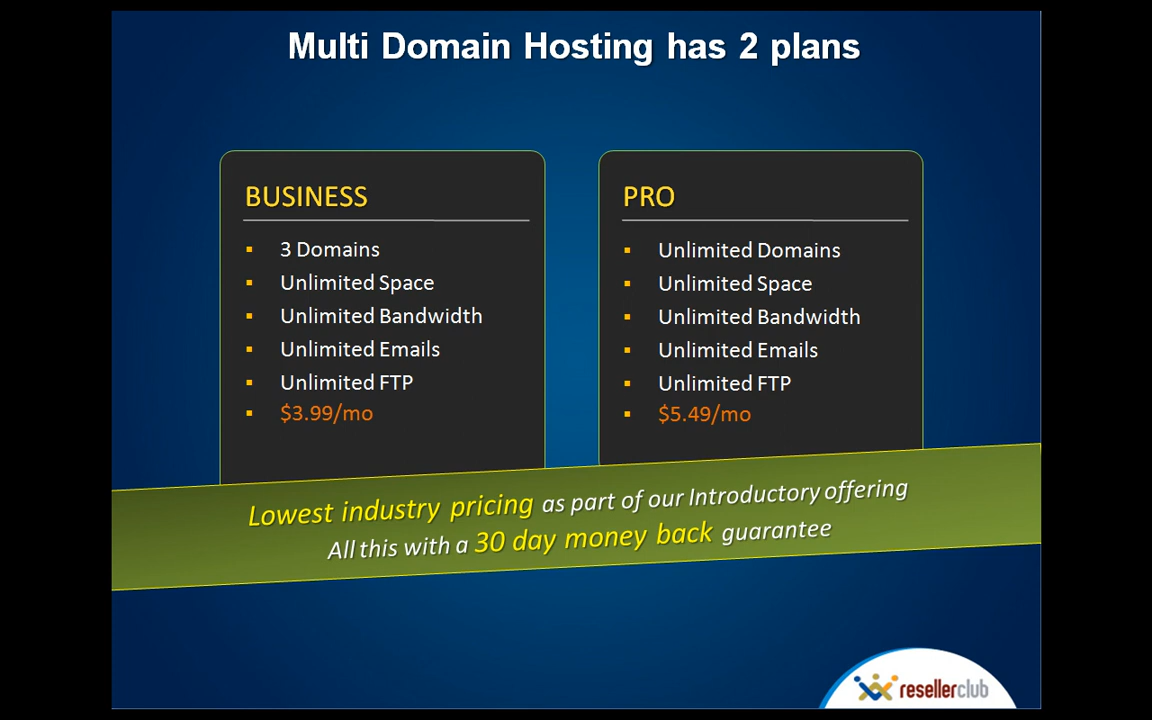 Multi Domain Hosting has 2 plans
BUSINESS
3 Domains
Unlimited Space
Unlimited Bandwidth
Unlimited Emails
Unlimited FTP
$3.99/mo
PRO
Unlimited Domains
Unlimited Space
Unlimited Bandwidth
Unlimited Emails
Unlimited FTP
$5.49/mo
Lowest industry pricing as part of our Introductory offering
All this with a 30 day money back guarantee
resellerclub